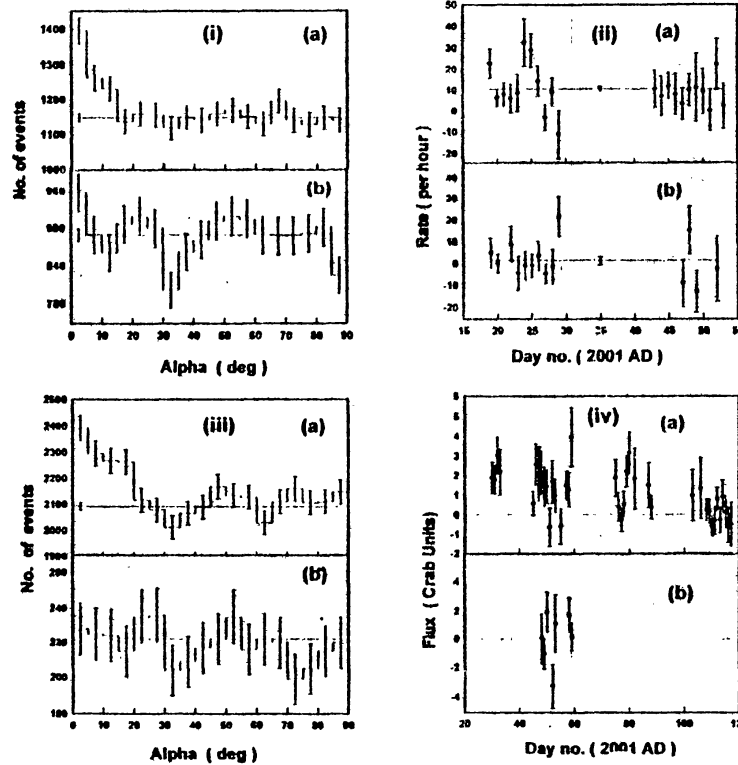 (i) (a)
1400
1300
1200
1100
1000
No. of events
(b)
960
900
840
780
0 10 20 30 40 50 60 70 80 90
Alpha ( deg )
(ii) (a)
50
40
30
20
10
0
-10
-20
Rate ( per hour )
(b)
50
40
30
20
10
0
-10
-20
15 20 25 30 35 40 45 50
Day no. ( 2001 AD )
(iii) (a)
2500
2400
2300
2200
2100
2000
1900
No. of events
(b)
260
240
220
200
180
0 10 20 30 40 50 60 70 80 90
Alpha ( deg )
(iv) (a)
6
5
4
3
2
1
0
-1
-2
Flux ( Crab Units)
(b)
4
2
0
-2
-4
20 40 60 80 100 120
Day no. ( 2001 AD )